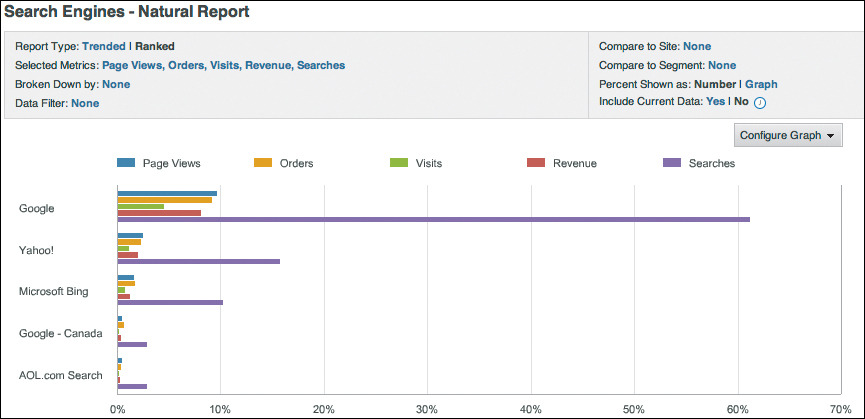 Search Engines - Natural Report
Report Type: Trended | Ranked
Selected Metrics: Page Views, Orders, Visits, Revenue, Searches
Broken Down by: None
Data Filter: None
Compare to Site: None
Compare to Segment: None
Percent Shown as: Number | Graph
Include Current Data: Yes | No i
Configure Graph
Page Views
Orders
Visits
Revenue
Searches
Google
Yahoo!
Microsoft Bing
Google - Canada
AOL.com Search
0%
10%
20%
30%
40%
50%
60%
70%